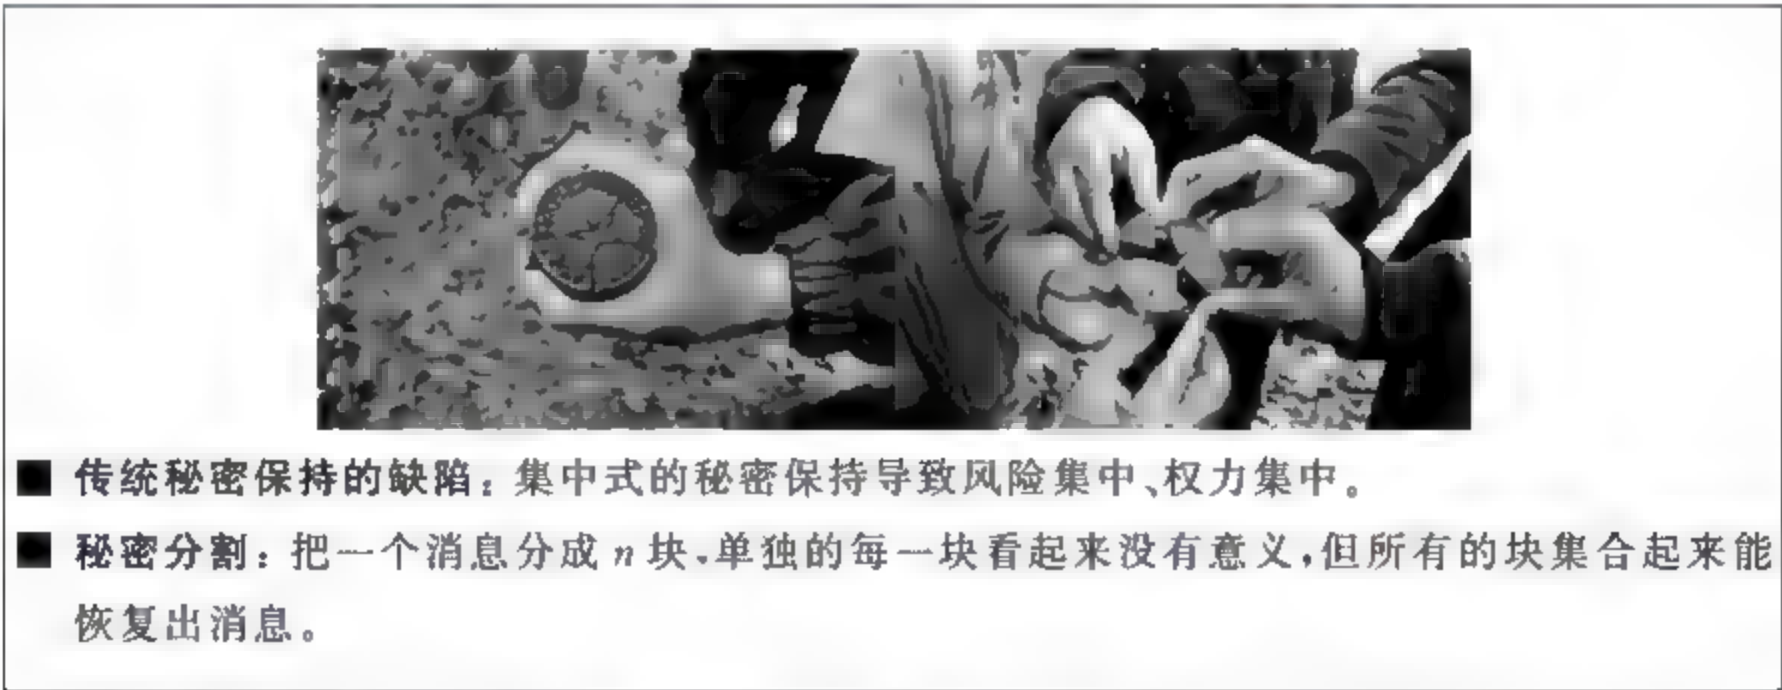 ■ 传统秘密保持的缺陷：集中式的秘密保持导致风险集中、权力集中。
■ 秘密分割：把一个消息分成 n 块，单独的每一块看起来没有意义，但所有的块集合起来能
恢复出消息。